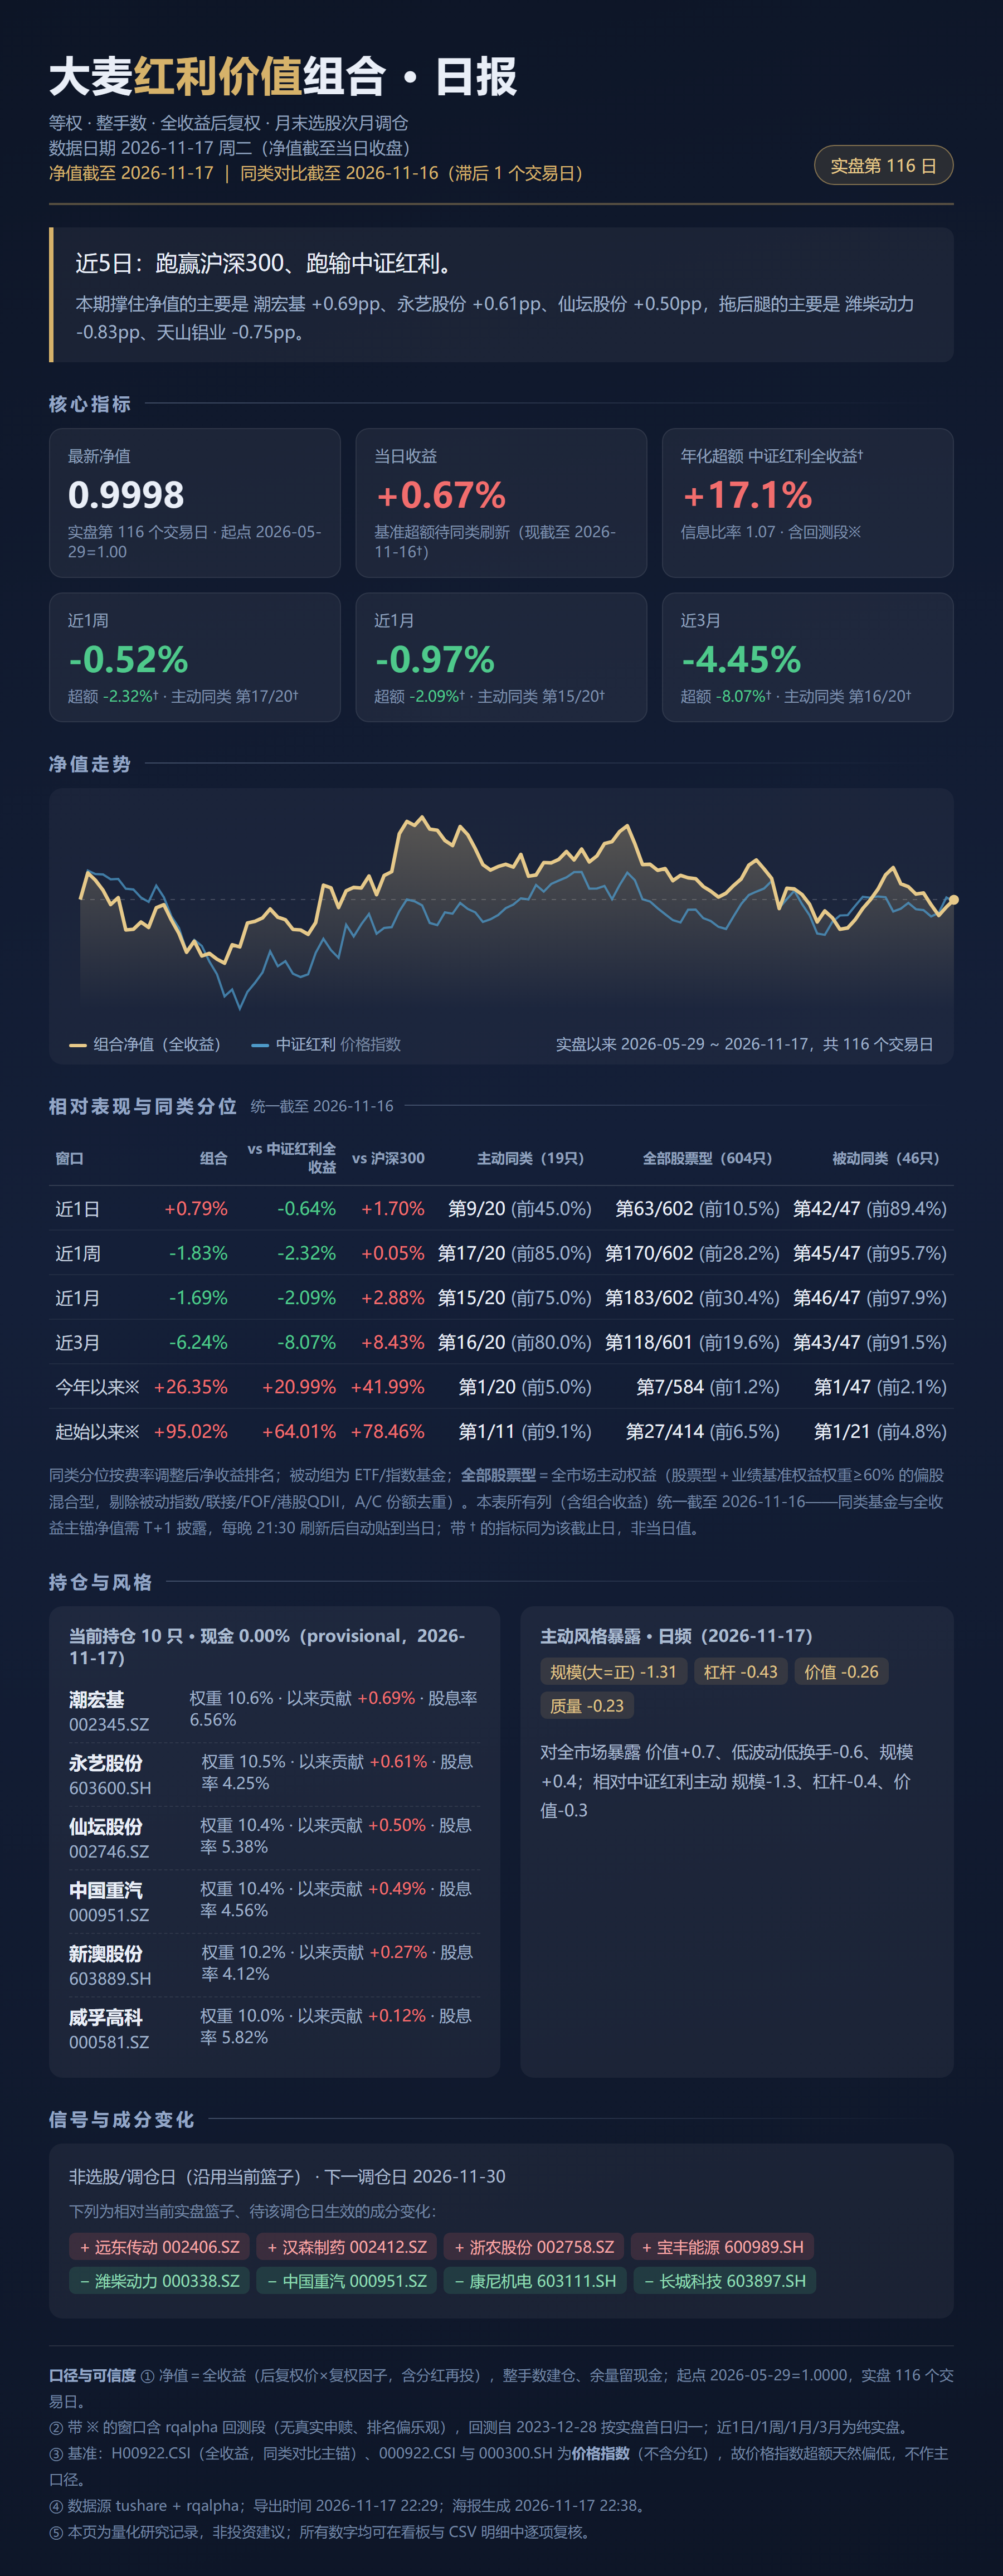 大麦红利价值组合 · 日报
等权 · 整手数 · 全收益后复权 · 月末选股次月调仓
数据日期 2026-11-17 周二（净值截至当日收盘）
净值截至 2026-11-17 ｜ 同类对比截至 2026-11-16（滞后 1 个交易日）
实盘第 116 日
近5日：跑赢沪深300、跑输中证红利。
本期撑住净值的主要是 潮宏基 +0.69pp、永艺股份 +0.61pp、仙坛股份 +0.50pp，拖后腿的主要是 潍柴动力
-0.83pp、天山铝业 -0.75pp。
核心指标
最新净值
0.9998
实盘第 116 个交易日 · 起点 2026-05-
29=1.00
当日收益
+0.67%
基准超额待同类刷新（现截至 2026-
11-16†）
年化超额 中证红利全收益†
+17.1%
信息比率 1.07 · 含回测段※
近1周
-0.52%
超额 -2.32%† · 主动同类 第17/20†
近1月
-0.97%
超额 -2.09%† · 主动同类 第15/20†
近3月
-4.45%
超额 -8.07%† · 主动同类 第16/20†
净值走势
组合净值（全收益） 中证红利 价格指数 实盘以来 2026-05-29 ~ 2026-11-17，共 116 个交易日
相对表现与同类分位 统一截至 2026-11-16
窗口 组合 vs 中证红利全
收益 vs 沪深300 主动同类（19只） 全部股票型（604只） 被动同类（46只）
近1日 +0.79% -0.64% +1.70% 第9/20 (前45.0%) 第63/602 (前10.5%) 第42/47 (前89.4%)
近1周 -1.83% -2.32% +0.05% 第17/20 (前85.0%) 第170/602 (前28.2%) 第45/47 (前95.7%)
近1月 -1.69% -2.09% +2.88% 第15/20 (前75.0%) 第183/602 (前30.4%) 第46/47 (前97.9%)
近3月 -6.24% -8.07% +8.43% 第16/20 (前80.0%) 第118/601 (前19.6%) 第43/47 (前91.5%)
今年以来※ +26.35% +20.99% +41.99% 第1/20 (前5.0%) 第7/584 (前1.2%) 第1/47 (前2.1%)
起始以来※ +95.02% +64.01% +78.46% 第1/11 (前9.1%) 第27/414 (前6.5%) 第1/21 (前4.8%)
同类分位按费率调整后净收益排名；被动组为 ETF/指数基金；全部股票型 = 全市场主动权益（股票型 + 业绩基准权益权重≥60% 的偏股
混合型，剔除被动指数/联接/FOF/港股QDII，A/C 份额去重）。本表所有列（含组合收益）统一截至 2026-11-16——同类基金与全收
益主锚净值需 T+1 披露，每晚 21:30 刷新后自动贴到当日；带 † 的指标同为该截止日，非当日值。
持仓与风格
当前持仓 10 只 · 现金 0.00%（provisional，2026-
11-17）
潮宏基
002345.SZ
权重 10.6% · 以来贡献 +0.69% · 股息率
6.56%
永艺股份
603600.SH
权重 10.5% · 以来贡献 +0.61% · 股息
率 4.25%
仙坛股份
002746.SZ
权重 10.4% · 以来贡献 +0.50% · 股息
率 5.38%
中国重汽
000951.SZ
权重 10.4% · 以来贡献 +0.49% · 股息
率 4.56%
新澳股份
603889.SH
权重 10.2% · 以来贡献 +0.27% · 股息
率 4.12%
威孚高科
000581.SZ
权重 10.0% · 以来贡献 +0.12% · 股息
率 5.82%
主动风格暴露 · 日频（2026-11-17）
规模(大=正) -1.31 杠杆 -0.43 价值 -0.26
质量 -0.23
对全市场暴露 价值+0.7、低波动低换手-0.6、规模
+0.4；相对中证红利主动 规模-1.3、杠杆-0.4、价
值-0.3
信号与成分变化
非选股/调仓日（沿用当前篮子） · 下一调仓日 2026-11-30
下列为相对当前实盘篮子、待该调仓日生效的成分变化：
+ 远东传动 002406.SZ + 汉森制药 002412.SZ + 浙农股份 002758.SZ + 宝丰能源 600989.SH
− 潍柴动力 000338.SZ − 中国重汽 000951.SZ − 康尼机电 603111.SH − 长城科技 603897.SH
口径与可信度 ① 净值 = 全收益（后复权价×复权因子，含分红再投），整手数建仓、余量留现金；起点 2026-05-29=1.0000，实盘 116 个交
易日。
② 带 ※ 的窗口含 rqalpha 回测段（无真实申赎、排名偏乐观），回测自 2023-12-28 按实盘首日归一；近1日/1周/1月/3月为纯实盘。
③ 基准：H00922.CSI（全收益，同类对比主锚）、000922.CSI 与 000300.SH 为价格指数（不含分红），故价格指数超额天然偏低，不作主
口径。
④ 数据源 tushare + rqalpha；导出时间 2026-11-17 22:29；海报生成 2026-11-17 22:38。
⑤ 本页为量化研究记录，非投资建议；所有数字均可在看板与 CSV 明细中逐项复核。